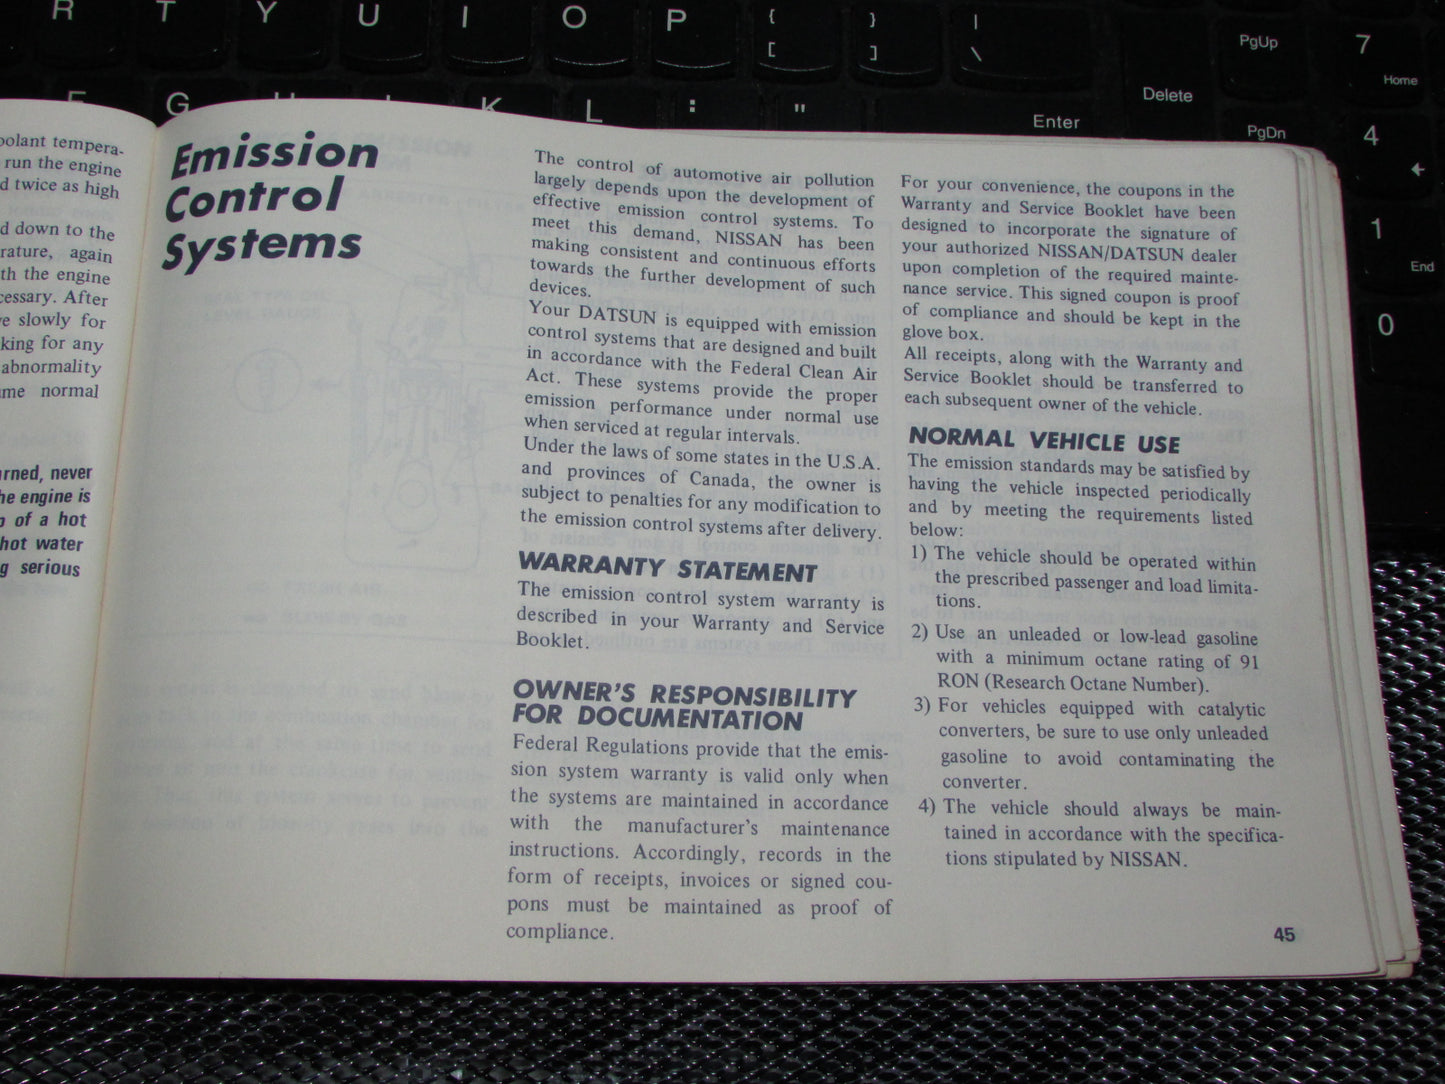 R T Y U I O P { } |
[ ] \
PgUp 7
Home
Delete
G K L : "
Enter
PgDn 4
1
End
0
oolant tempera-
run the engine
d twice as high
d down to the
rature, again
th the engine
cessary. After
e slowly for
king for any
abnormality
me normal
rned, never
he engine is
of a hot
hot water
g serious
Emission
Control
Systems
The control of automotive air pollution
largely depends upon the development of
effective emission control systems. To
meet this demand, NISSAN has been
making consistent and continuous efforts
towards the further development of such
devices.
Your DATSUN is equipped with emission
control systems that are designed and built
in accordance with the Federal Clean Air
Act. These systems provide the proper
emission performance under normal use
when serviced at regular intervals.
Under the laws of some states in the U.S.A.
and provinces of Canada, the owner is
subject to penalties for any modification to
the emission control systems after delivery.
WARRANTY STATEMENT
The emission control system warranty is
described in your Warranty and Service
Booklet.
OWNER'S RESPONSIBILITY
FOR DOCUMENTATION
Federal Regulations provide that the emis-
sion system warranty is valid only when
the systems are maintained in accordance
with the manufacturer's maintenance
instructions. Accordingly, records in the
form of receipts, invoices or signed cou-
pons must be maintained as proof of
compliance.
For your convenience, the coupons in the
Warranty and Service Booklet have been
designed to incorporate the signature of
your authorized NISSAN/DATSUN dealer
upon completion of the required mainte-
nance service. This signed coupon is proof
of compliance and should be kept in the
glove box.
All receipts, along with the Warranty and
Service Booklet should be transferred to
each subsequent owner of the vehicle.
NORMAL VEHICLE USE
The emission standards may be satisfied by
having the vehicle inspected periodically
and by meeting the requirements listed
below:
1) The vehicle should be operated within
the prescribed passenger and load limita-
tions.
2) Use an unleaded or low-lead gasoline
with a minimum octane rating of 91
RON (Research Octane Number).
3) For vehicles equipped with catalytic
converters, be sure to use only unleaded
gasoline to avoid contaminating the
converter.
4) The vehicle should always be main-
tained in accordance with the specifica-
tions stipulated by NISSAN.
45